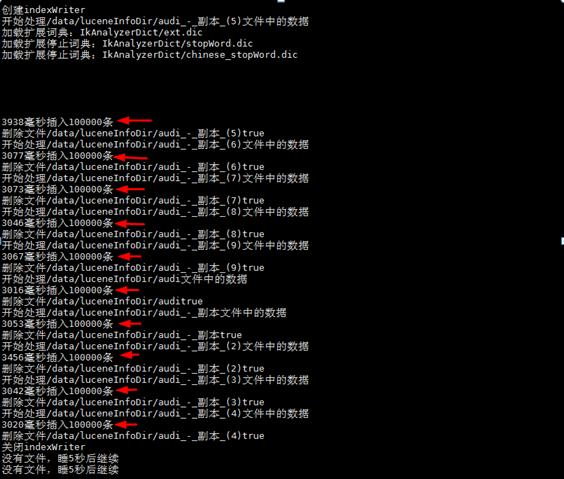 创建indexWriter
开始处理/data/luceneInfoDir/audi_-_副本_(5)文件中的数据
加载扩展词典：IkAnalyzerDict/ext.dic
加载扩展停止词典：IkAnalyzerDict/stopWord.dic
加载扩展停止词典：IkAnalyzerDict/chinese_stopWord.dic
3938毫秒插入100000条
删除文件/data/luceneInfoDir/audi_-_副本_(5)true
开始处理/data/luceneInfoDir/audi_-_副本_(6)文件中的数据
3077毫秒插入100000条
删除文件/data/luceneInfoDir/audi_-_副本_(6)true
开始处理/data/luceneInfoDir/audi_-_副本_(7)文件中的数据
3073毫秒插入100000条
删除文件/data/luceneInfoDir/audi_-_副本_(7)true
开始处理/data/luceneInfoDir/audi_-_副本_(8)文件中的数据
3046毫秒插入100000条
删除文件/data/luceneInfoDir/audi_-_副本_(8)true
开始处理/data/luceneInfoDir/audi_-_副本_(9)文件中的数据
3067毫秒插入100000条
删除文件/data/luceneInfoDir/audi_-_副本_(9)true
开始处理/data/luceneInfoDir/audi文件中的数据
3016毫秒插入100000条
删除文件/data/luceneInfoDir/auditrue
开始处理/data/luceneInfoDir/audi_-_副本文件中的数据
3053毫秒插入100000条
删除文件/data/luceneInfoDir/audi_-_副本true
开始处理/data/luceneInfoDir/audi_-_副本_(2)文件中的数据
3456毫秒插入100000条
删除文件/data/luceneInfoDir/audi_-_副本_(2)true
开始处理/data/luceneInfoDir/audi_-_副本_(3)文件中的数据
3042毫秒插入100000条
删除文件/data/luceneInfoDir/audi_-_副本_(3)true
开始处理/data/luceneInfoDir/audi_-_副本_(4)文件中的数据
3020毫秒插入100000条
删除文件/data/luceneInfoDir/audi_-_副本_(4)true
关闭indexWriter
没有文件，睡5秒后继续
没有文件，睡5秒后继续